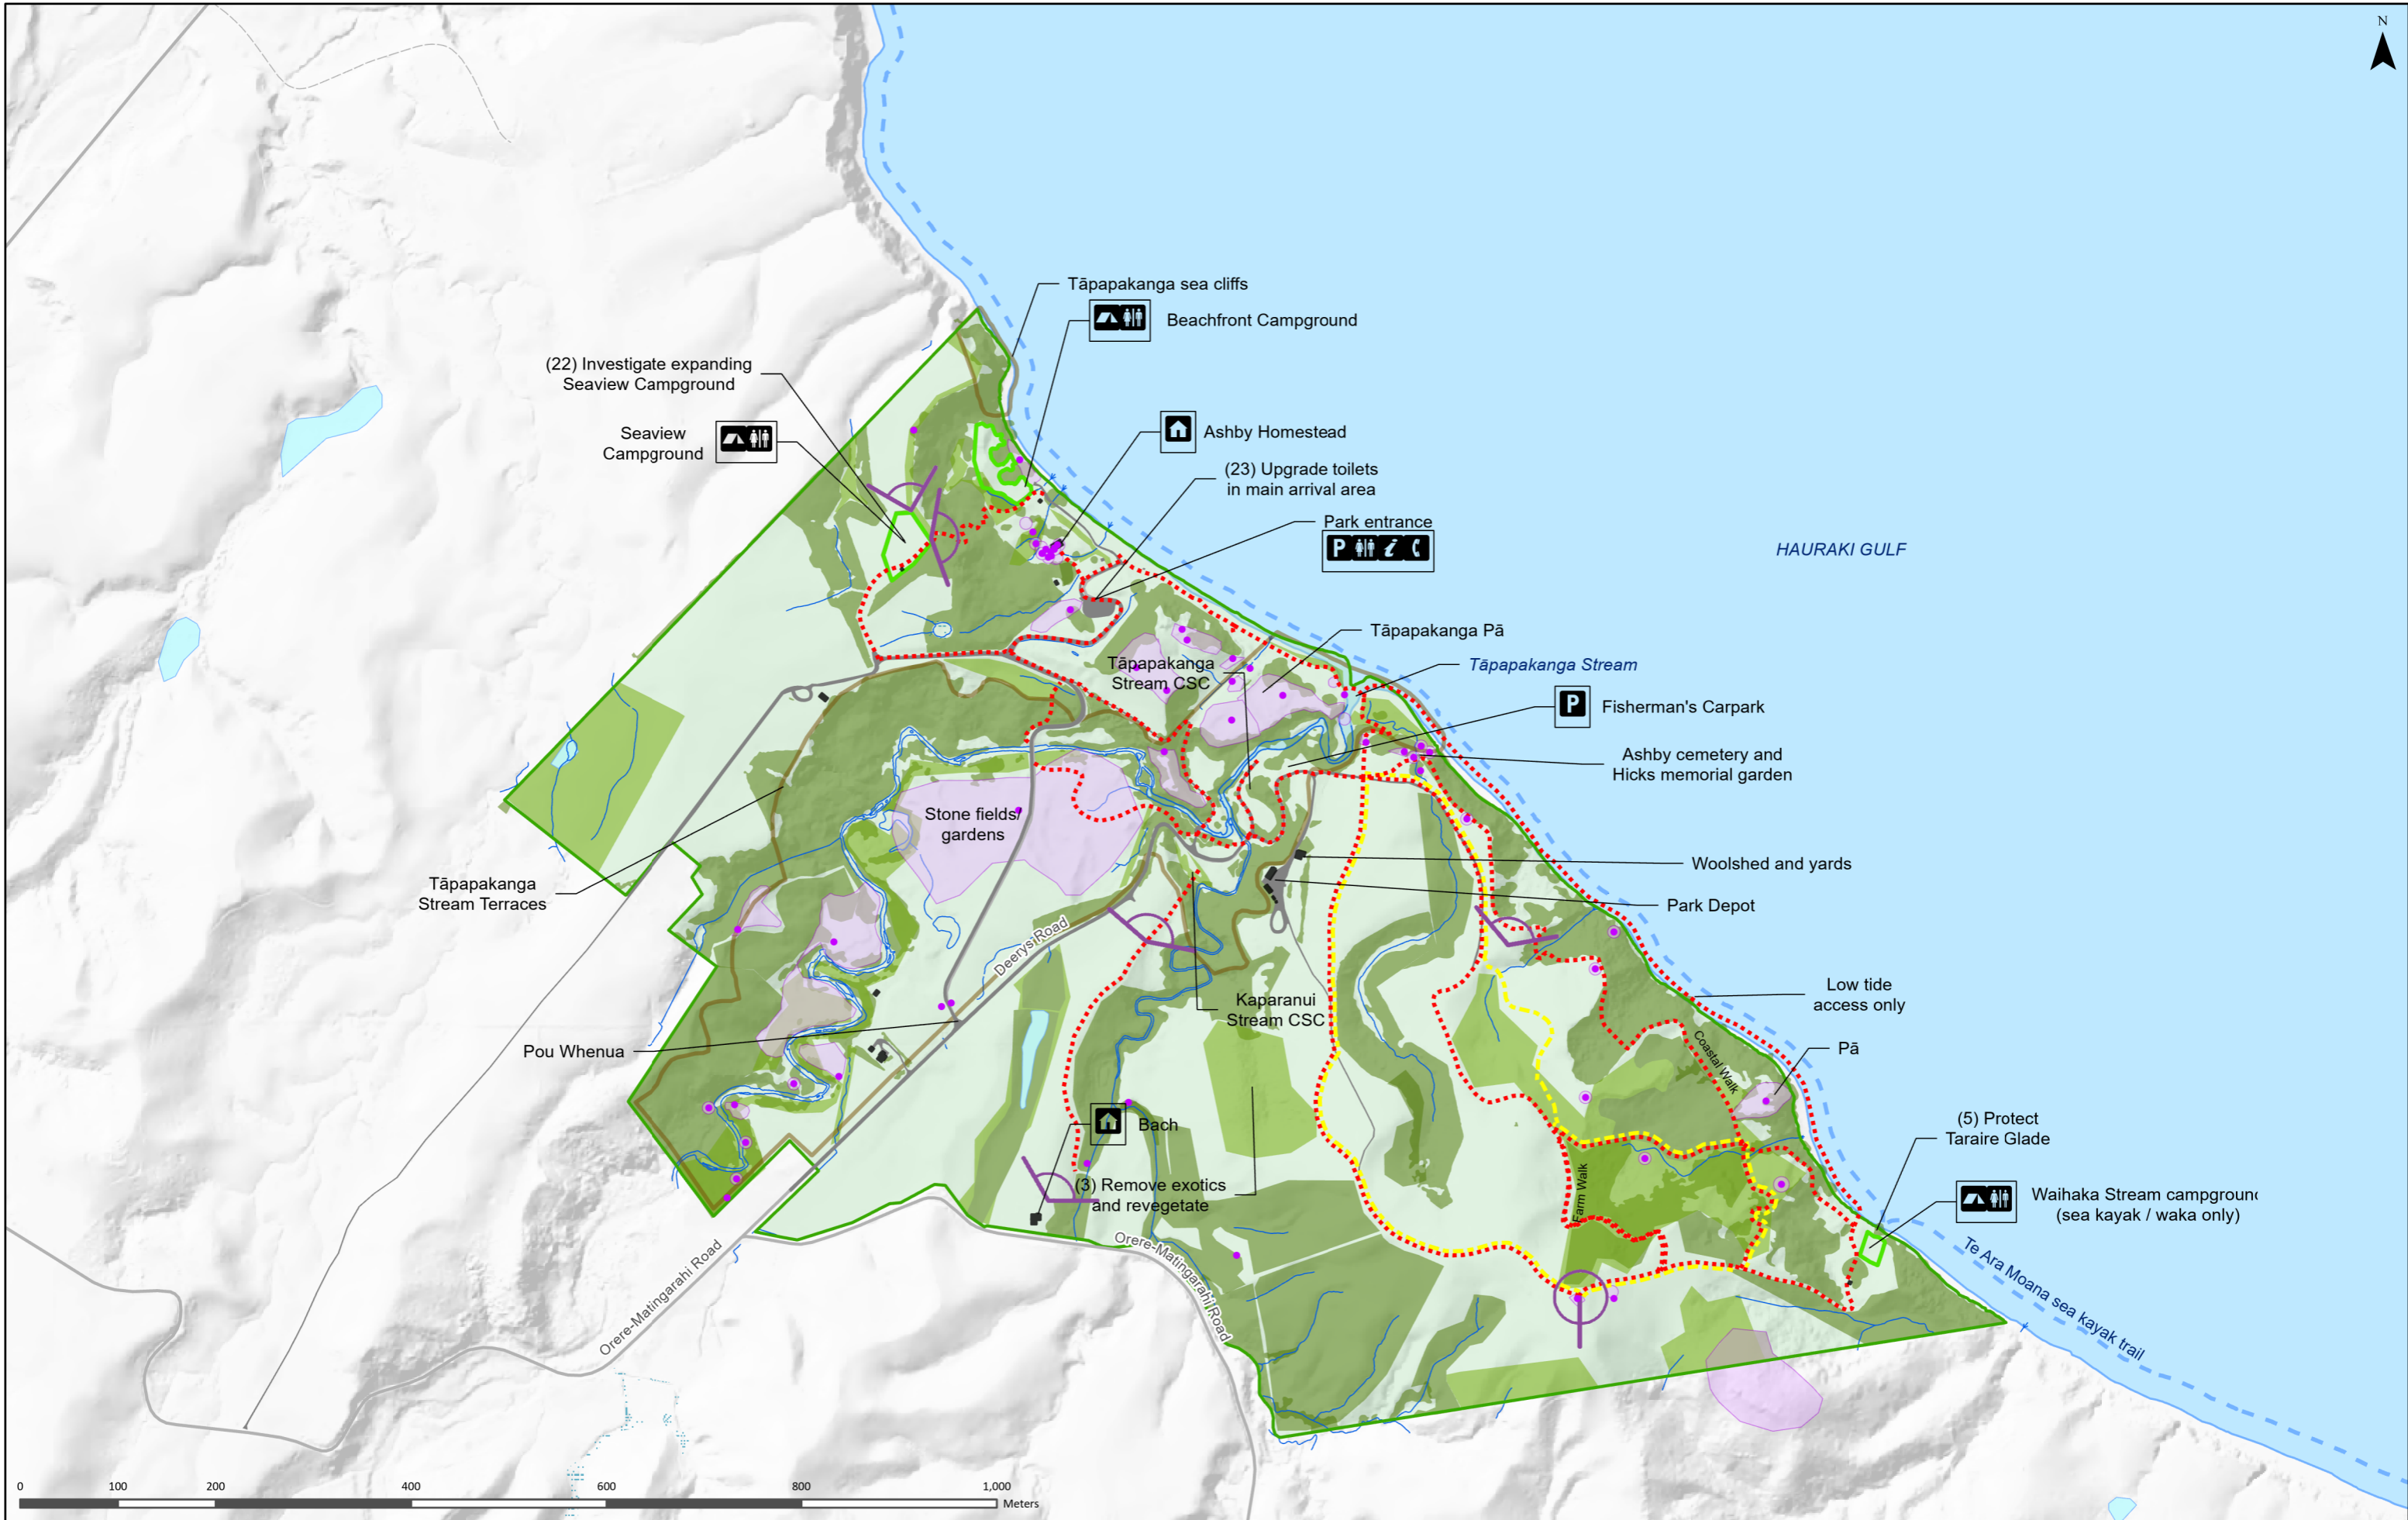 N
Tāpapakanga sea cliffs
Beachfront Campground
(22) Investigate expanding
Seaview Campground
Seaview
Campground
Ashby Homestead
(23) Upgrade toilets
in main arrival area
Park entrance
P i
HAURAKI GULF
Tāpapakanga Pā
Tāpapakanga
Stream CSC
Tāpapakanga Stream
P
Fisherman's Carpark
Ashby cemetery and
Hicks memorial garden
Stone fields/
gardens
Woolshed and yards
Tāpapakanga
Stream Terraces
Park Depot
Deerys Road
Low tide
access only
Kaparanui
Stream CSC
Pou Whenua
Coastal Walk
Pā
Bach
(5) Protect
Taraire Glade
(3) Remove exotics
and revegetate
Farm Walk
Waihaka Stream campground
(sea kayak / waka only)
Orere-Matingarahi Road
Orere-Matingarahi Road
Te Ara Moana sea kayak trail
0 100 200 400 600 800 1,000
Meters